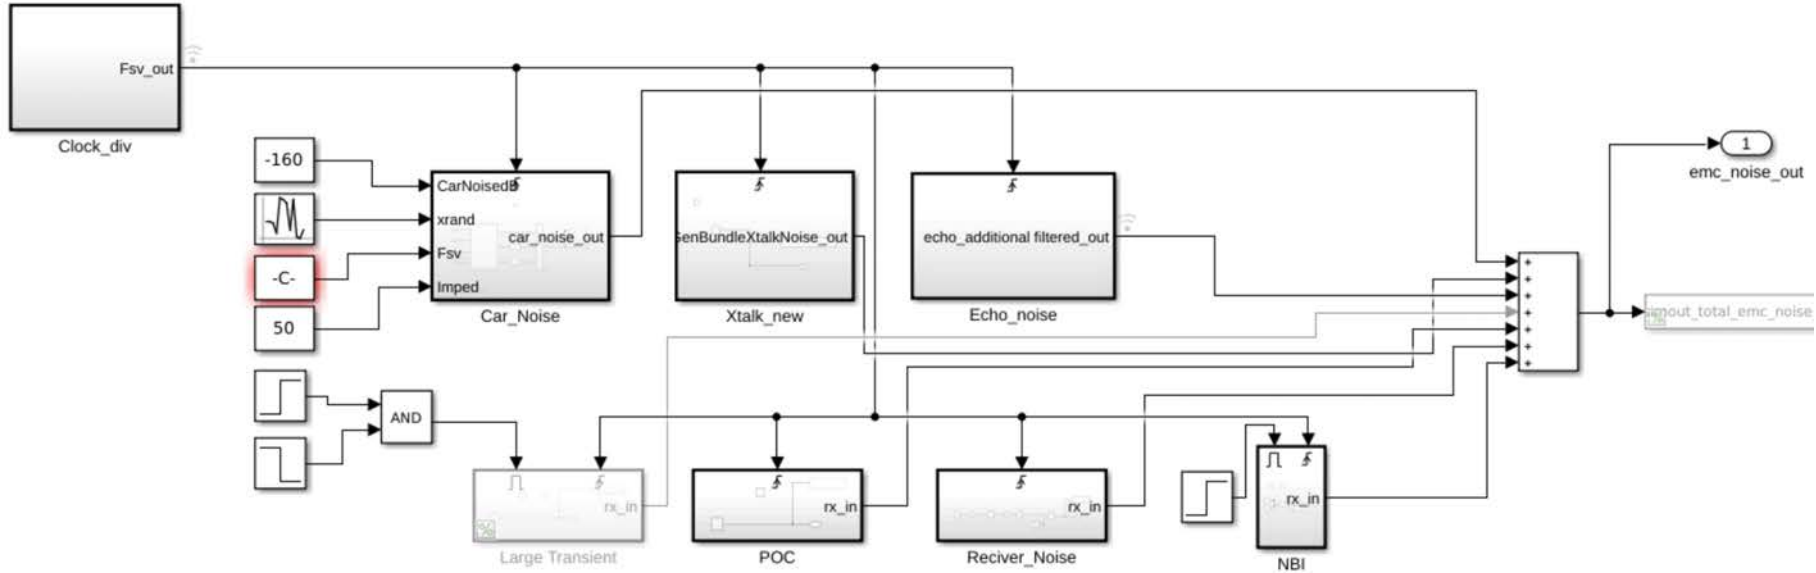 Fsv_out
Clock_div
-160
CarNoisedB
xrand
-C-
Fsv
Imped
50
car_noise_out
Car_Noise
GenBundleXtalkNoise_out
Xtalk_new
echo_additional filtered_out
Echo_noise
+
+
+
+
+
+
+
1
emc_noise_out
simout_total_emc_noise
AND
rx_in
Large Transient
rx_in
POC
rx_in
Reciver_Noise
rx_in
NBI